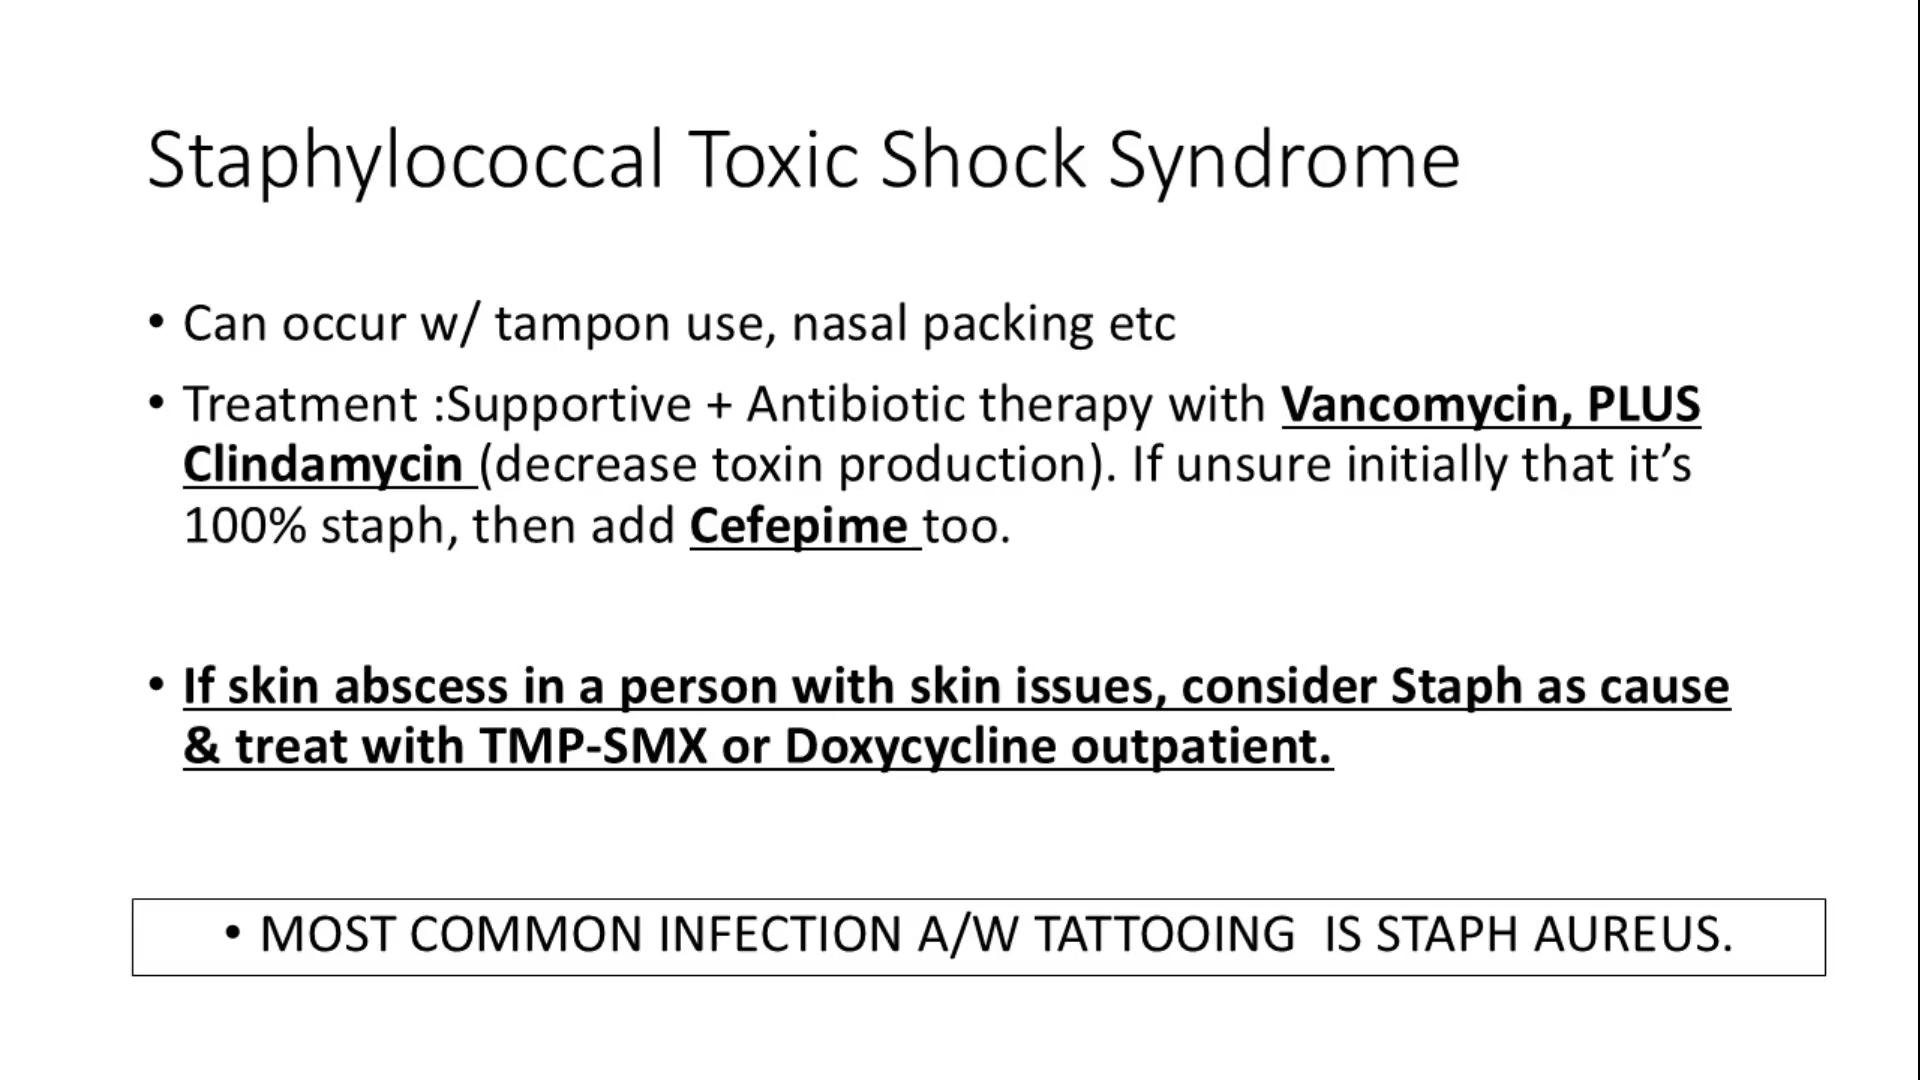 Staphylococcal Toxic Shock Syndrome
• Can occur w/ tampon use, nasal packing etc
• Treatment :Supportive + Antibiotic therapy with Vancomycin, PLUS
Clindamycin (decrease toxin production). If unsure initially that it’s
100% staph, then add Cefepime too.
• If skin abscess in a person with skin issues, consider Staph as cause
& treat with TMP-SMX or Doxycycline outpatient.
• MOST COMMON INFECTION A/W TATTOOING  IS STAPH AUREUS.